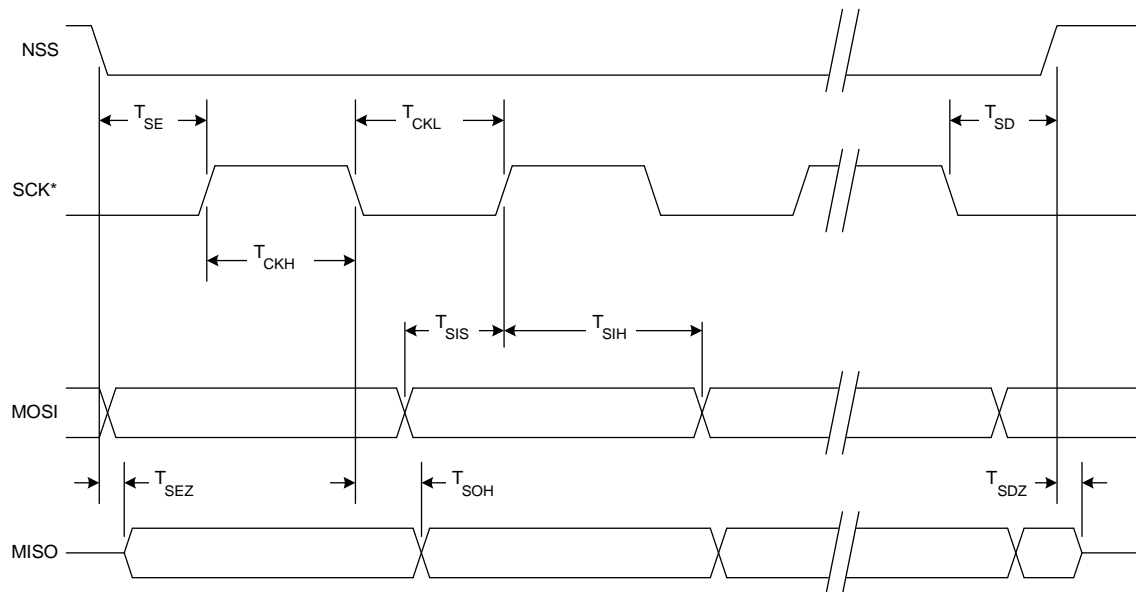 NSS
T_SE
T_CKL
T_SD
SCK*
T_CKH
T_SIS
T_SIH
MOSI
T_SEZ
T_SOH
T_SDZ
MISO